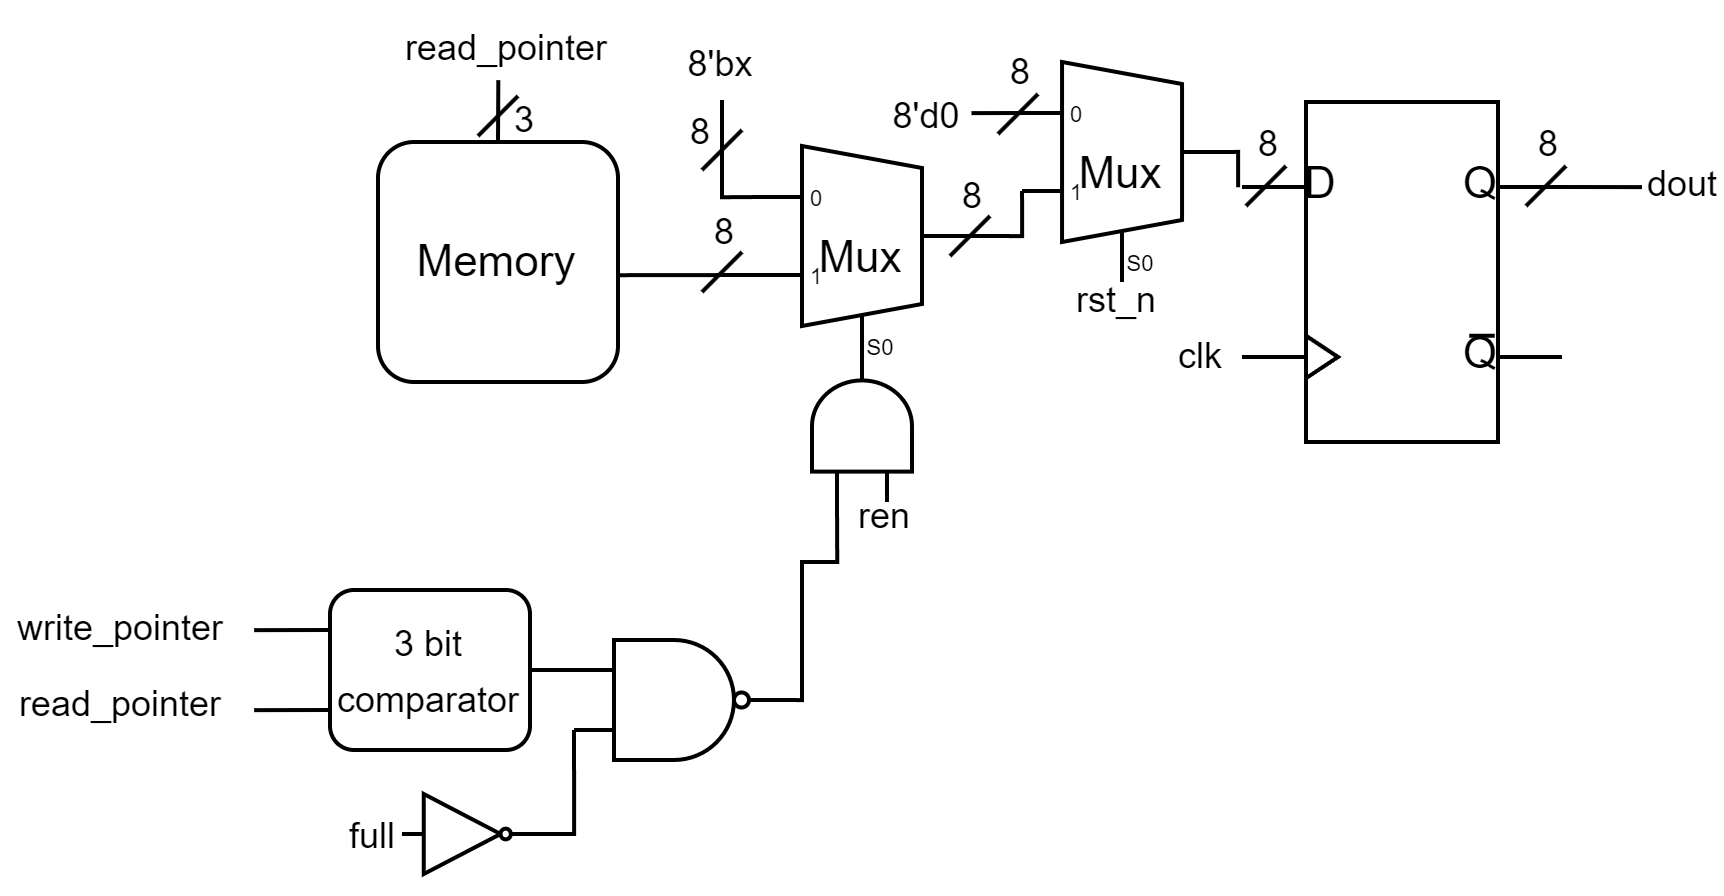 read_pointer
3
Memory
8'bx
8
8
0
1
Mux
S0
8
8'd0
8
0
1
Mux
S0
rst_n
8
D
Q
Q̅
clk
8
dout
ren
write_pointer
read_pointer
3 bit
comparator
full